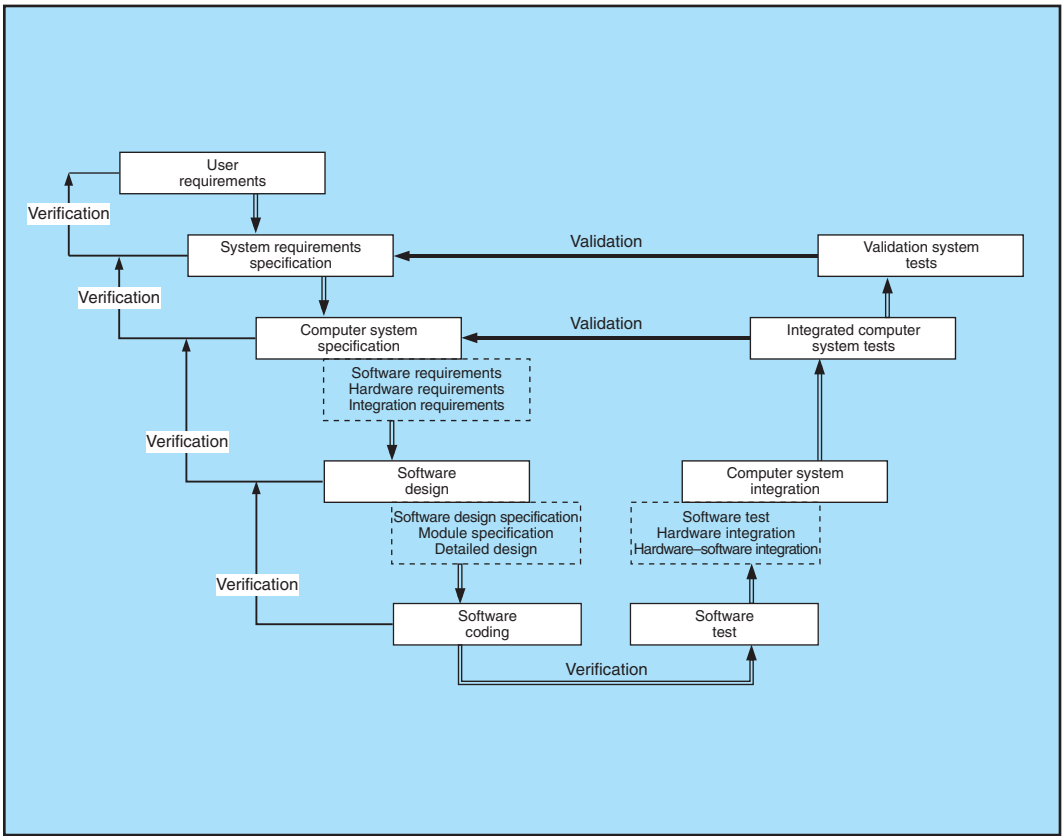 User
requirements
Verification
System requirements
specification
Validation
Validation system
tests
Verification
Computer system
specification
Validation
Integrated computer
system tests
Software requirements
Hardware requirements
Integration requirements
Verification
Software
design
Computer system
integration
Software design specification
Module specification
Detailed design
Software test
Hardware integration
Hardware–software integration
Verification
Software
coding
Software
test
Verification